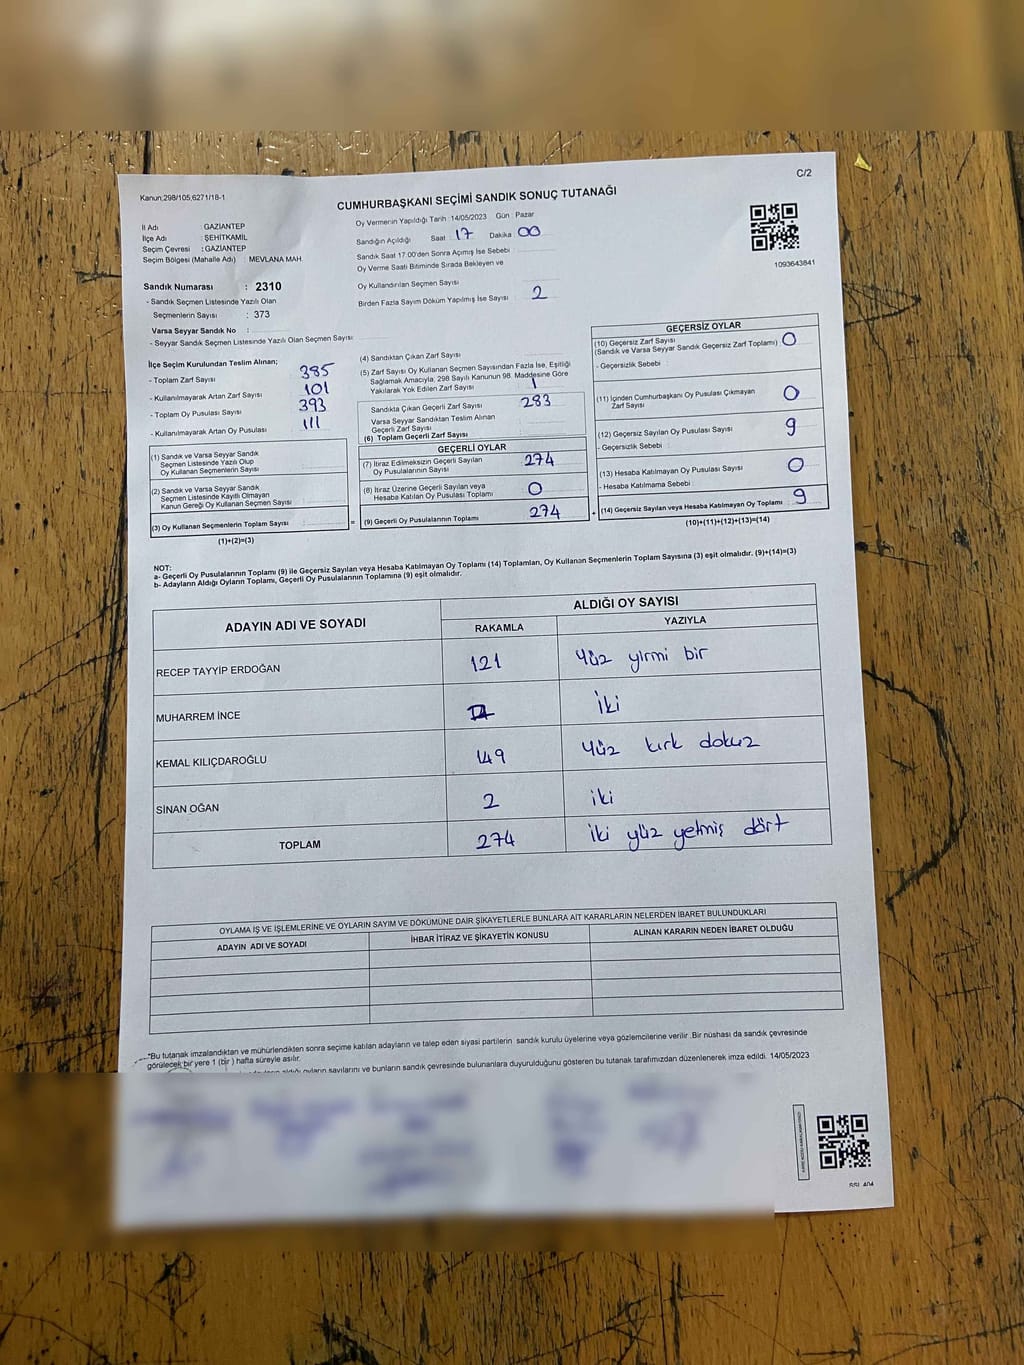 Kanun;298/105,6271/18-1
C/2
CUMHURBAŞKANI SEÇİMİ SANDIK SONUÇ TUTANAĞI
İl Adı GAZİANTEP
İlçe Adı : ŞEHİTKAMİL
Seçim Çevresi : GAZİANTEP
Seçim Bölgesi (Mahalle Adı) : MEVLANA MAH.
Oy Vermenin Yapıldığı Tarih :14/05/2023 Gün : Pazar
Sandığın Açıldığı Saat : 17 Dakika : 00
Sandık Saat 17:00'den Sonra Açımış İse Sebebi :
Oy Verme Saati Bitiminde Sırada Bekleyen ve
Oy Kullandırılan Seçmen Sayısı :
Birden Fazla Sayım Döküm Yapılmış İse Sayısı : 2
1093643841
Sandık Numarası : 2310
- Sandık Seçmen Listesinde Yazılı Olan
Seçmenlerin Sayısı : 373
Varsa Seyyar Sandık No :
- Seyyar Sandık Seçmen Listesinde Yazılı Olan Seçmen Sayısı:
İlçe Seçim Kurulundan Teslim Alınan;
- Toplam Zarf Sayısı 385
- Kullanılmayarak Artan Zarf Sayısı 101
- Toplam Oy Pusulası Sayısı 393
- Kullanılmayarak Artan Oy Pusulası 111
(1) Sandık ve Varsa Seyyar Sandık
Seçmen Listesinde Yazılı Olup
Oy Kullanan Seçmenlerin Sayısı
(2) Sandık ve Varsa Seyyar Sandık
Seçmen Listesinde Kayıtlı Olmayan
Kanun Gereği Oy Kullanan Seçmen Sayısı
(3) Oy Kullanan Seçmenlerin Toplam Sayısı =
(1)+(2)=(3)
(4) Sandıktan Çıkan Zarf Sayısı
(5) Zarf Sayısı Oy Kullanan Seçmen Sayısından Fazla İse, Eşitliği
Sağlamak Amacıyla, 298 Sayılı Kanunun 98. Maddesine Göre
Yakılarak Yok Edilen Zarf Sayısı
Sandıkta Çıkan Geçerli Zarf Sayısı 283
Varsa Seyyar Sandıktan Teslim Alınan
Geçerli Zarf Sayısı
(6) Toplam Geçerli Zarf Sayısı
GEÇERLİ OYLAR
(7) İtiraz Edilmeksizin Geçerli Sayılan
Oy Pusulalarının Sayısı 274
(8) İtiraz Üzerine Geçerli Sayılan veya
Hesaba Katılan Oy Pusulası Toplamı 0
(9) Geçerli Oy Pusulalarının Toplamı 274 +
GEÇERSİZ OYLAR
(10) Geçersiz Zarf Sayısı
(Sandık ve Varsa Seyyar Sandık Geçersiz Zarf Toplamı) 0
- Geçersizlik Sebebi :
(11) İçinden Cumhurbaşkanı Oy Pusulası Çıkmayan
Zarf Sayısı 0
(12) Geçersiz Sayılan Oy Pusulası Sayısı 9
- Geçersizlik Sebebi :
(13) Hesaba Katılmayan Oy Pusulası Sayısı 0
- Hesaba Katılmama Sebebi :
(14) Geçersiz Sayılan veya Hesaba Katılmayan Oy Toplamı 9
(10)+(11)+(12)+(13)=(14)
NOT:
a- Geçerli Oy Pusulalarının Toplamı (9) ile Geçersiz Sayılan veya Hesaba Katılmayan Oy Toplamı (14) Toplamları, Oy Kullanan Seçmenlerin Toplam Sayısına (3) eşit olmalıdır. (9)+(14)=(3)
b- Adayların Aldığı Oyların Toplamı, Geçerli Oy Pusulalarının Toplamına (9) eşit olmalıdır.
ADAYIN ADI VE SOYADI
ALDIĞI OY SAYISI
RAKAMLA YAZIYLA
RECEP TAYYİP ERDOĞAN 121 yüz yirmi bir
MUHARREM İNCE iki
KEMAL KILIÇDAROĞLU 149 yüz kırk dokuz
SİNAN OĞAN 2 iki
TOPLAM 274 iki yüz yetmiş dört
OYLAMA İŞ VE İŞLEMLERİNE VE OYLARIN SAYIM VE DÖKÜMÜNE DAİR ŞİKAYETLERLE BUNLARA AİT KARARLARIN NELERDEN İBARET BULUNDUKLARI
ADAYIN ADI VE SOYADI İHBAR İTİRAZ VE ŞİKAYETİN KONUSU ALINAN KARARIN NEDEN İBARET OLDUĞU
*Bu tutanak imzalandıktan ve mühürlendikten sonra seçime katılan adayların ve talep eden siyasi partilerin sandık kurulu üyelerine veya gözlemcilerine verilir .Bir nüshası da sandık çevresinde
görülecek bir yere 1 (bir ) hafta süreyle asılır.
oyların sayılarını ve bunların sandık çevresinde bulunanlara duyurulduğunu gösteren bu tutanak tarafımızdan düzenlenerek imza edildi. 14/05/2023